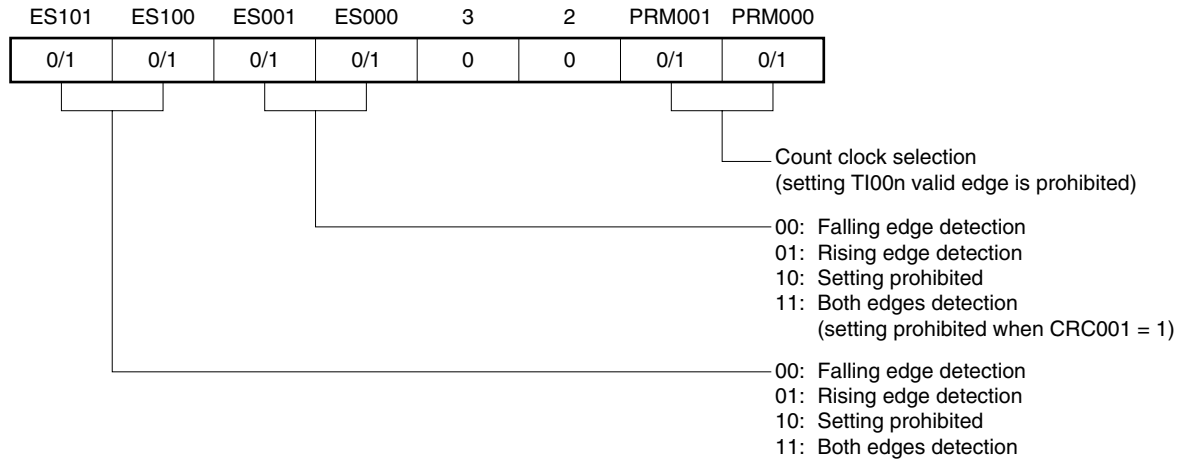 ES101 ES100 ES001 ES000 3 2 PRM001 PRM000
0/1 0/1 0/1 0/1 0 0 0/1 0/1
Count clock selection
(setting TI00n valid edge is prohibited)
00: Falling edge detection
01: Rising edge detection
10: Setting prohibited
11: Both edges detection
(setting prohibited when CRC001 = 1)
00: Falling edge detection
01: Rising edge detection
10: Setting prohibited
11: Both edges detection